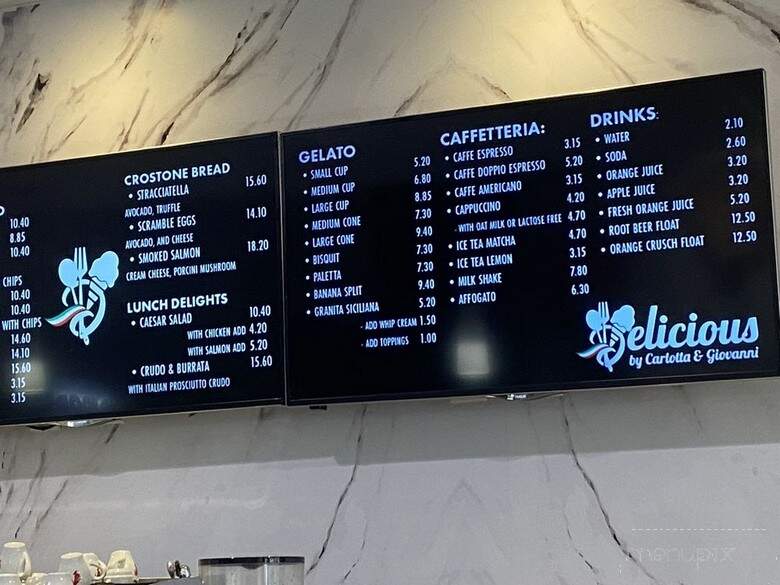 10.40
8.85
10.40
CHIPS
10.40
10.40
WITH CHIPS
14.60
14.10
15.60
3.15
3.15
CROSTONE BREAD
• STRACCIATELLA 15.60
AVOCADO, TRUFFLE
• SCRAMBLE EGGS 14.10
AVOCADO, AND CHEESE
• SMOKED SALMON 18.20
CREAM CHEESE, PORCINI MUSHROOM
LUNCH DELIGHTS
• CAESAR SALAD 10.40
WITH CHICKEN ADD 4.20
WITH SALMON ADD 5.20
• CRUDO & BURRATA 15.60
WITH ITALIAN PROSCIUTTO CRUDO
GELATO
• SMALL CUP 5.20
• MEDIUM CUP 6.80
• LARGE CUP 8.85
• MEDIUM CONE 7.30
• LARGE CONE 9.40
• BISQUIT 7.30
• PALETTA 7.30
• BANANA SPLIT 9.40
• GRANITA SICILIANA 5.20
- ADD WHIP CREAM 1.50
- ADD TOPPINGS 1.00
CAFFETTERIA:
• CAFFE ESPRESSO 3.15
• CAFFE DOPPIO ESPRESSO 5.20
• CAFFE AMERICANO 3.15
• CAPPUCCINO 4.20
- WITH OAT MILK OR LACTOSE FREE 4.70
• ICE TEA MATCHA 4.70
• ICE TEA LEMON 3.15
• MILK SHAKE 7.80
• AFFOGATO 6.30
DRINKS:
• WATER 2.10
• SODA 2.60
• ORANGE JUICE 3.20
• APPLE JUICE 3.20
• FRESH ORANGE JUICE 5.20
• ROOT BEER FLOAT 12.50
• ORANGE CRUSCH FLOAT 12.50
Delicious
by Carlotta & Giovanni
menupix